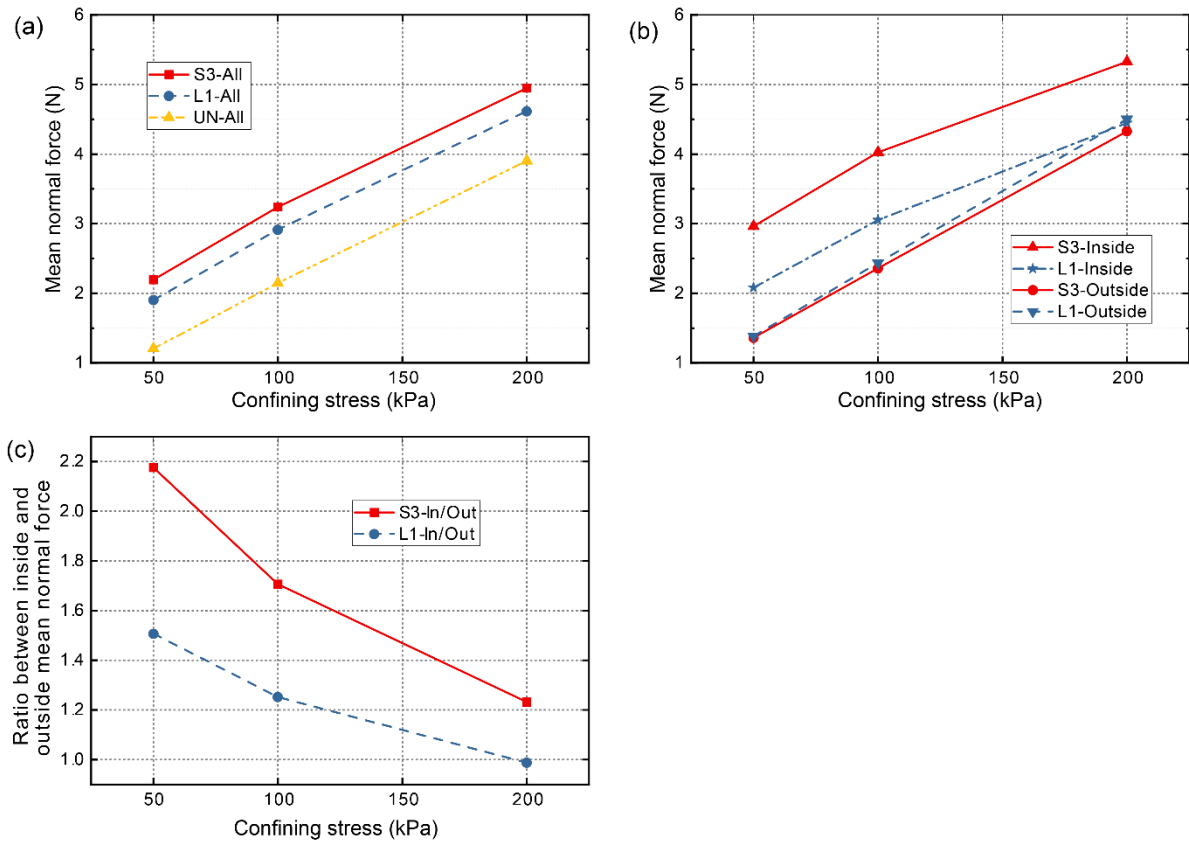 (a)
6
5
4
3
2
1
Mean normal force (N)
S3-All
L1-All
UN-All
50
100
150
200
Confining stress (kPa)
(b)
6
5
4
3
2
1
Mean normal force (N)
S3-Inside
L1-Inside
S3-Outside
L1-Outside
50
100
150
200
Confining stress (kPa)
(c)
2.2
2.0
1.8
1.6
1.4
1.2
1.0
Ratio between inside and
outside mean normal force
S3-In/Out
L1-In/Out
50
100
150
200
Confining stress (kPa)